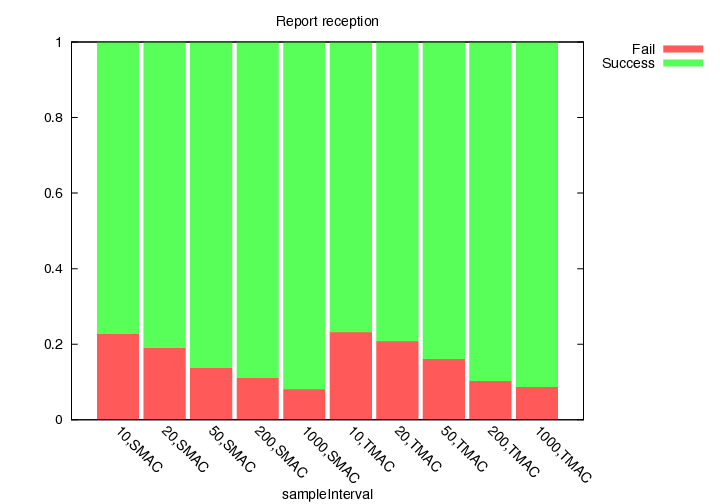 Report reception
Fail
Success
1
0.8
0.6
0.4
0.2
0
10,SMAC
20,SMAC
50,SMAC
200,SMAC
1000,SMAC
10,TMAC
20,TMAC
50,TMAC
200,TMAC
1000,TMAC
sampleInterval